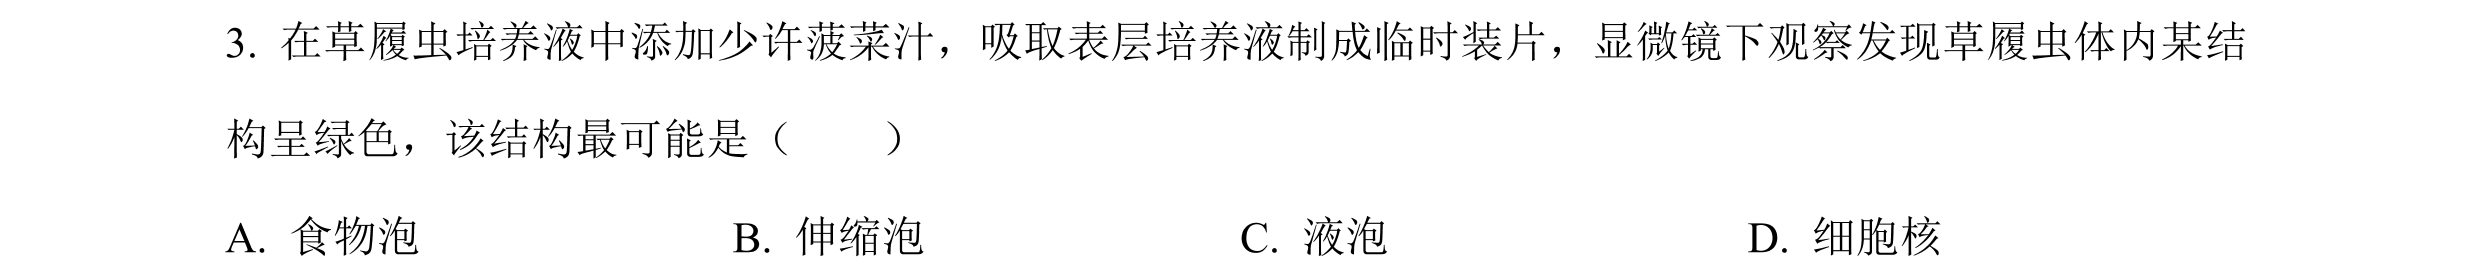 3. 在草履虫培养液中添加少许菠菜汁，吸取表层培养液制成临时装片，显微镜下观察发现草履虫体内某结
构呈绿色，该结构最可能是（　　）
A. 食物泡 B. 伸缩泡 C. 液泡 D. 细胞核